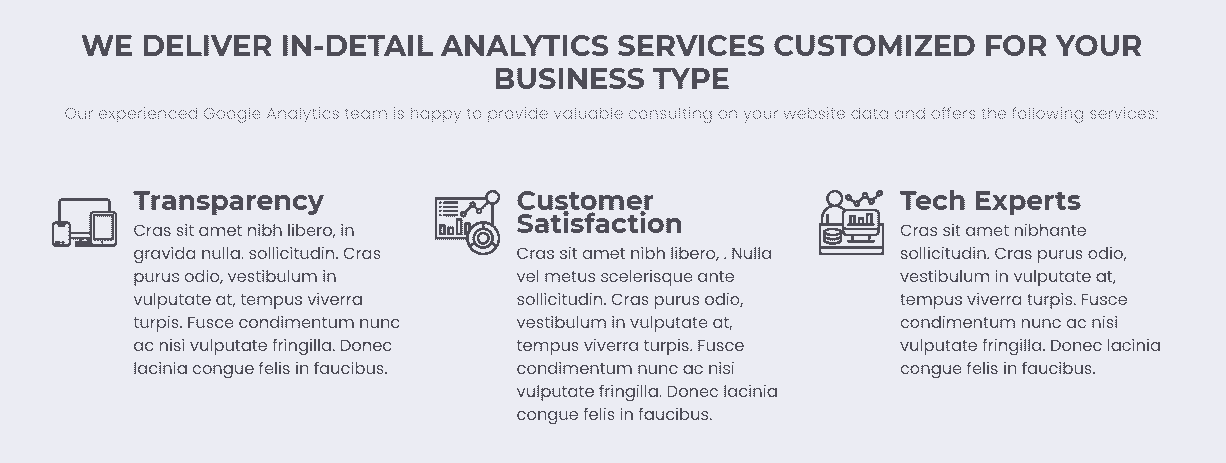 WE DELIVER IN-DETAIL ANALYTICS SERVICES CUSTOMIZED FOR YOUR
BUSINESS TYPE
Our experienced Google Analytics team is happy to provide valuable consulting on your website data and offers the following services:
Transparency
Cras sit amet nibh libero, in
gravida nulla. sollicitudin. Cras
purus odio, vestibulum in
vulputate at, tempus viverra
turpis. Fusce condimentum nunc
ac nisi vulputate fringilla. Donec
lacinia congue felis in faucibus.
Customer
Satisfaction
Cras sit amet nibh libero, . Nulla
vel metus scelerisque ante
sollicitudin. Cras purus odio,
vestibulum in vulputate at,
tempus viverra turpis. Fusce
condimentum nunc ac nisi
vulputate fringilla. Donec lacinia
congue felis in faucibus.
Tech Experts
Cras sit amet nibhante
sollicitudin. Cras purus odio,
vestibulum in vulputate at,
tempus viverra turpis. Fusce
condimentum nunc ac nisi
vulputate fringilla. Donec lacinia
congue felis in faucibus.